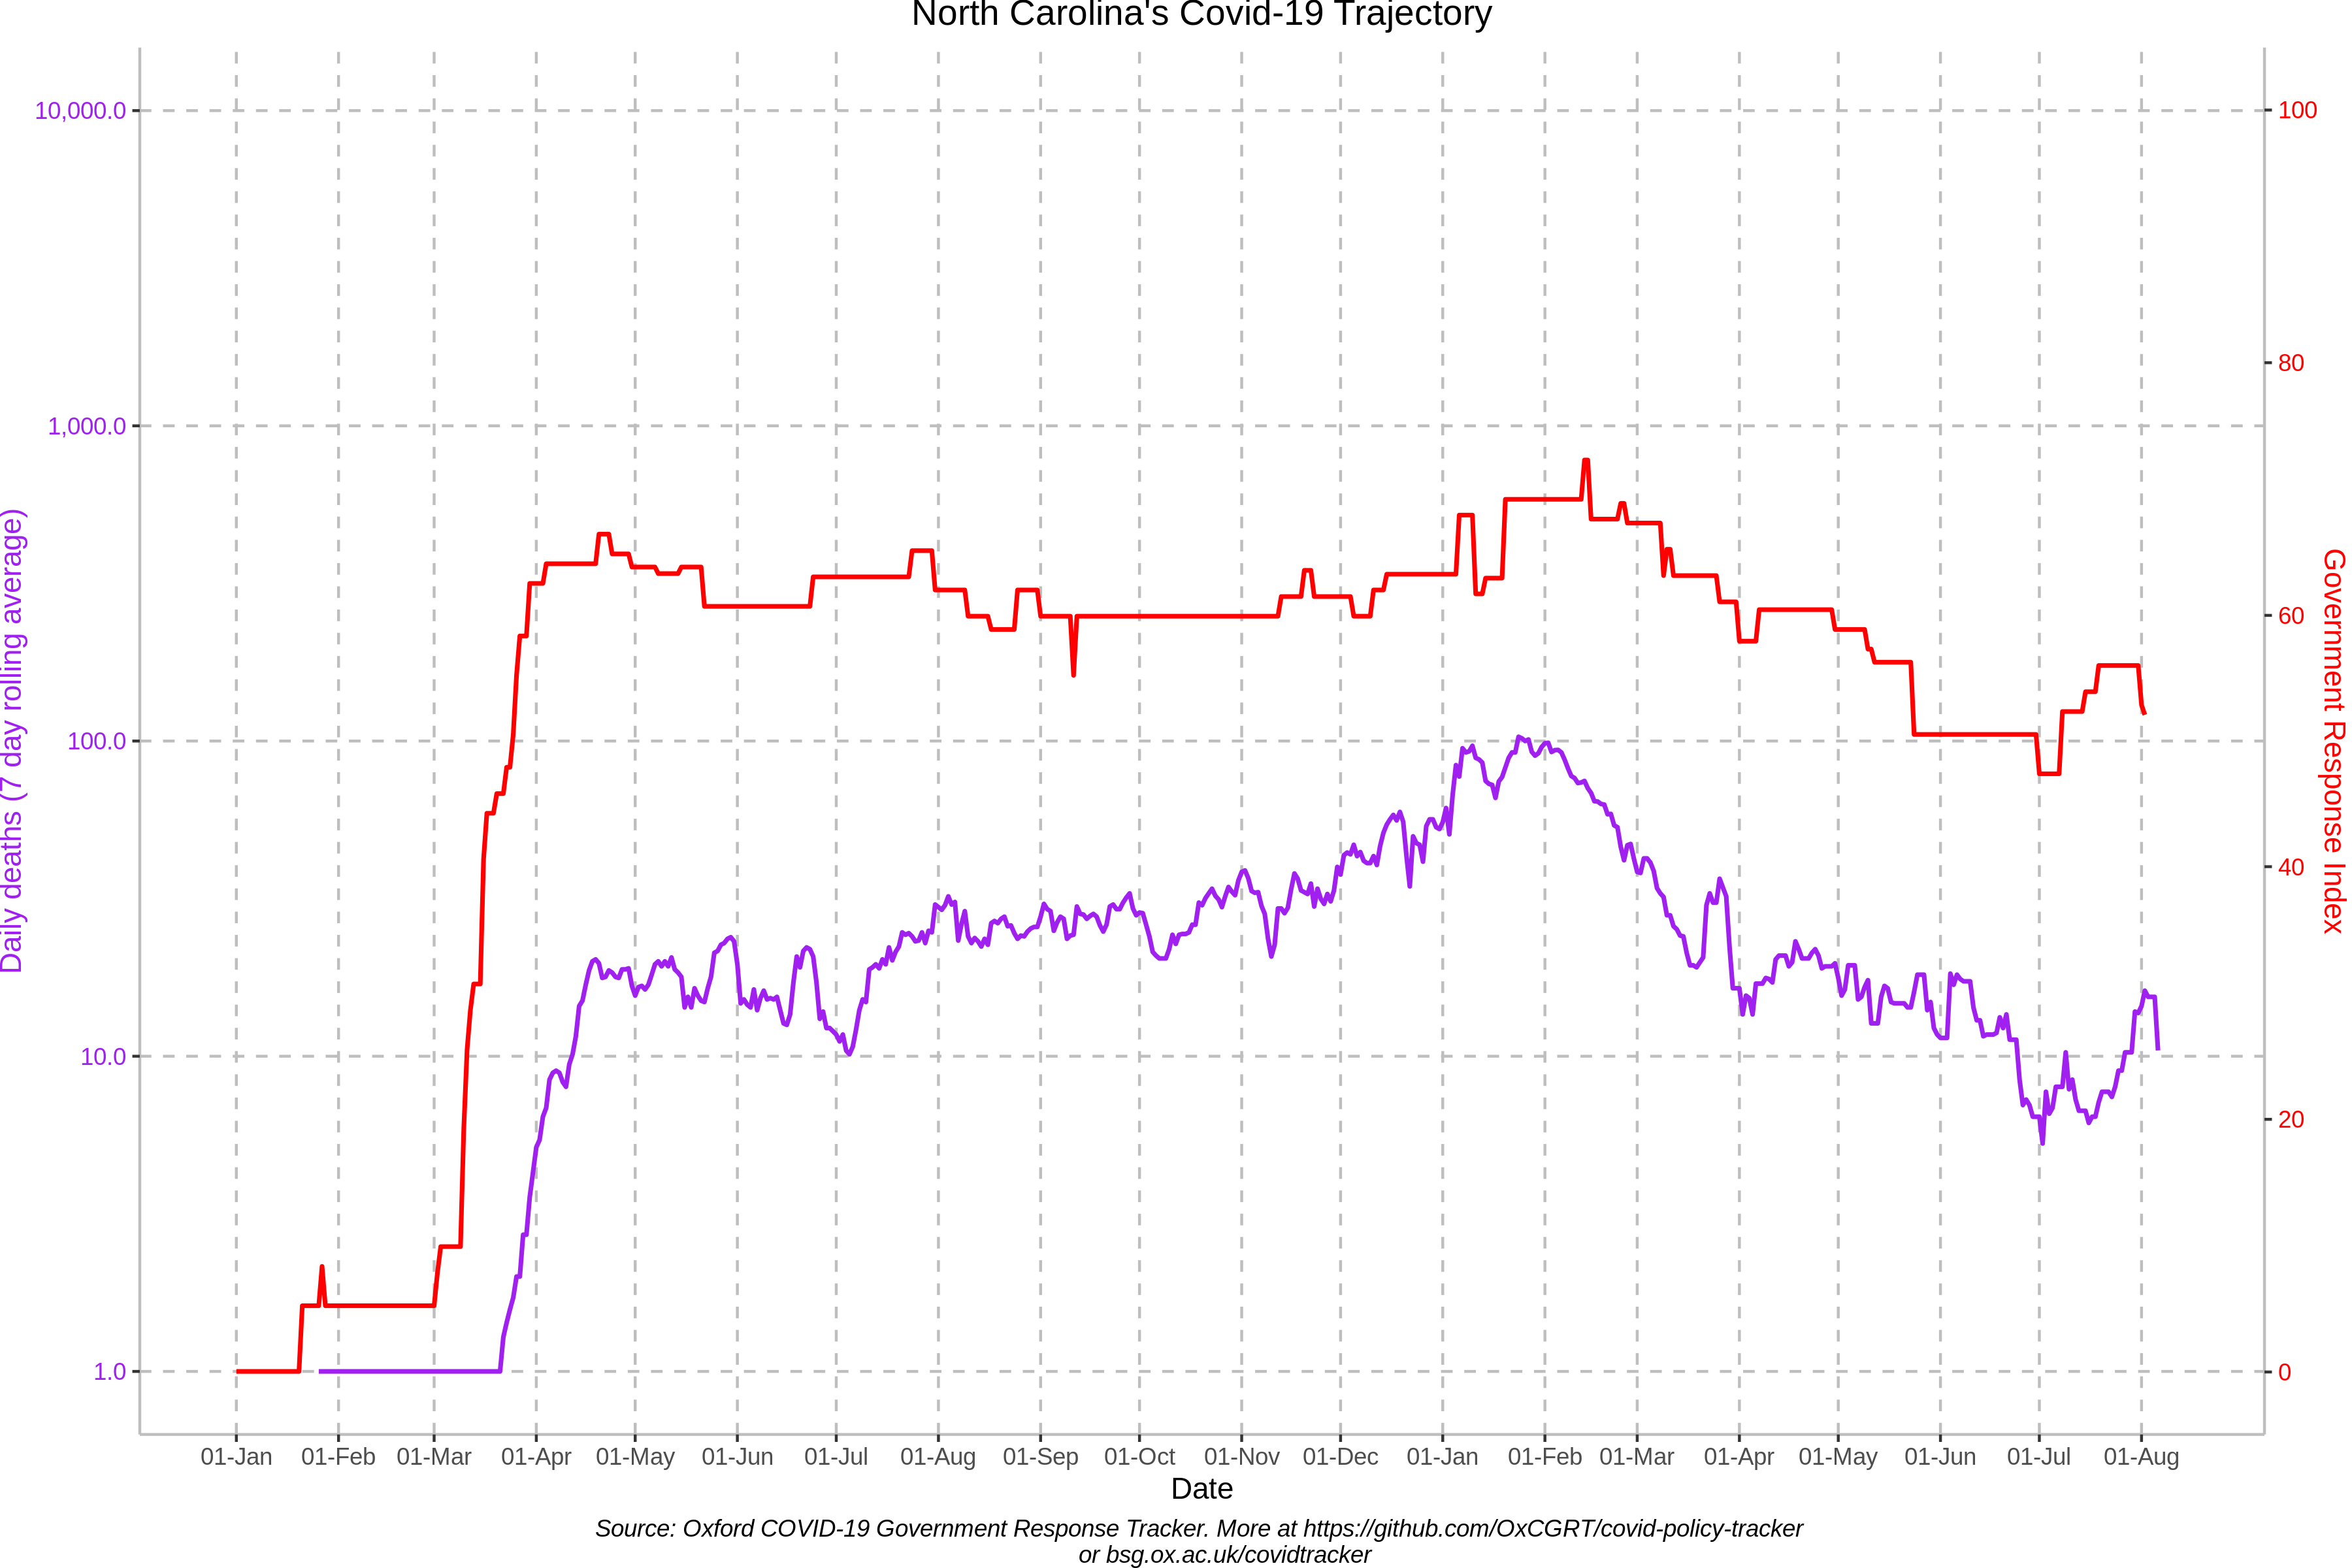 North Carolina's Covid-19 Trajectory
10,000.0
1,000.0
100.0
10.0
1.0
Daily deaths (7 day rolling average)
100
80
60
40
20
0
Government Response Index
01-Jan 01-Feb 01-Mar 01-Apr 01-May 01-Jun 01-Jul 01-Aug 01-Sep 01-Oct 01-Nov 01-Dec 01-Jan 01-Feb 01-Mar 01-Apr 01-May 01-Jun 01-Jul 01-Aug
Date
Source: Oxford COVID-19 Government Response Tracker. More at https://github.com/OxCGRT/covid-policy-tracker
or bsg.ox.ac.uk/covidtracker